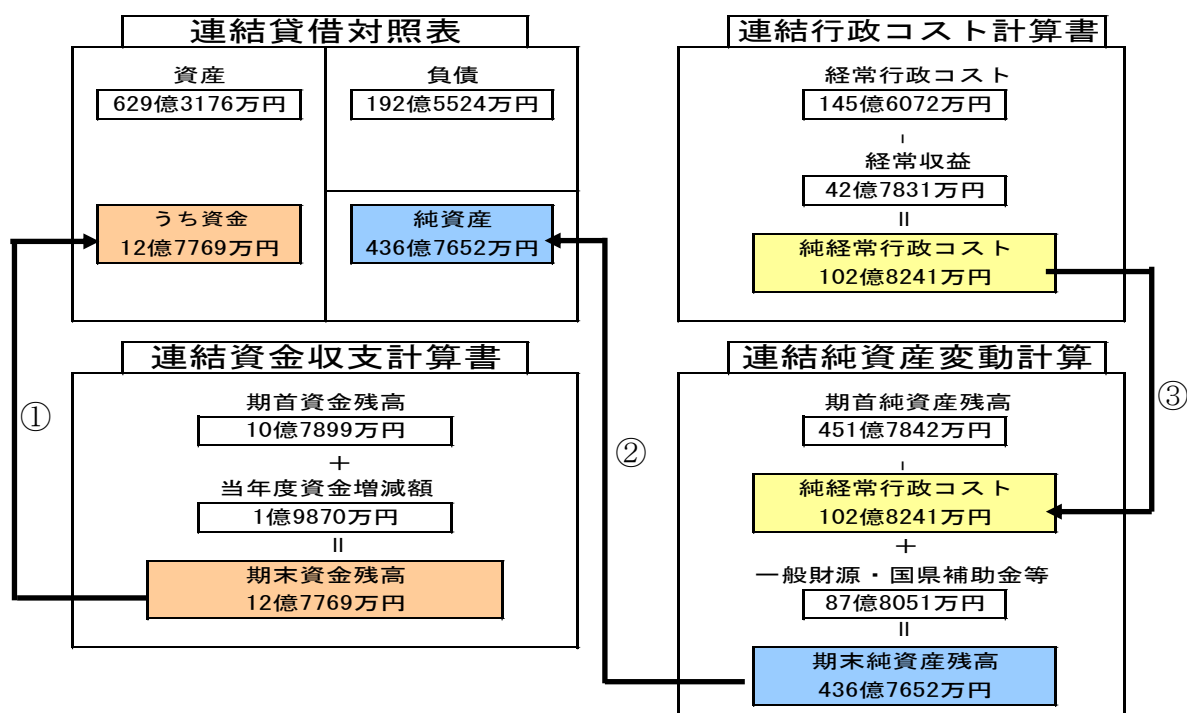 連結貸借対照表
資産
629億3176万円
負債
192億5524万円
うち資金
12億7769万円
純資産
436億7652万円
連結行政コスト計算書
経常行政コスト
145億6072万円
-
経常収益
42億7831万円
=
純経常行政コスト
102億8241万円
連結資金収支計算書
期首資金残高
10億7899万円
+
当年度資金増減額
1億9870万円
=
期末資金残高
12億7769万円
①
②
連結純資産変動計算
期首純資産残高
451億7842万円
-
純経常行政コスト
102億8241万円
+
一般財源・国県補助金等
87億8051万円
=
期末純資産残高
436億7652万円
③